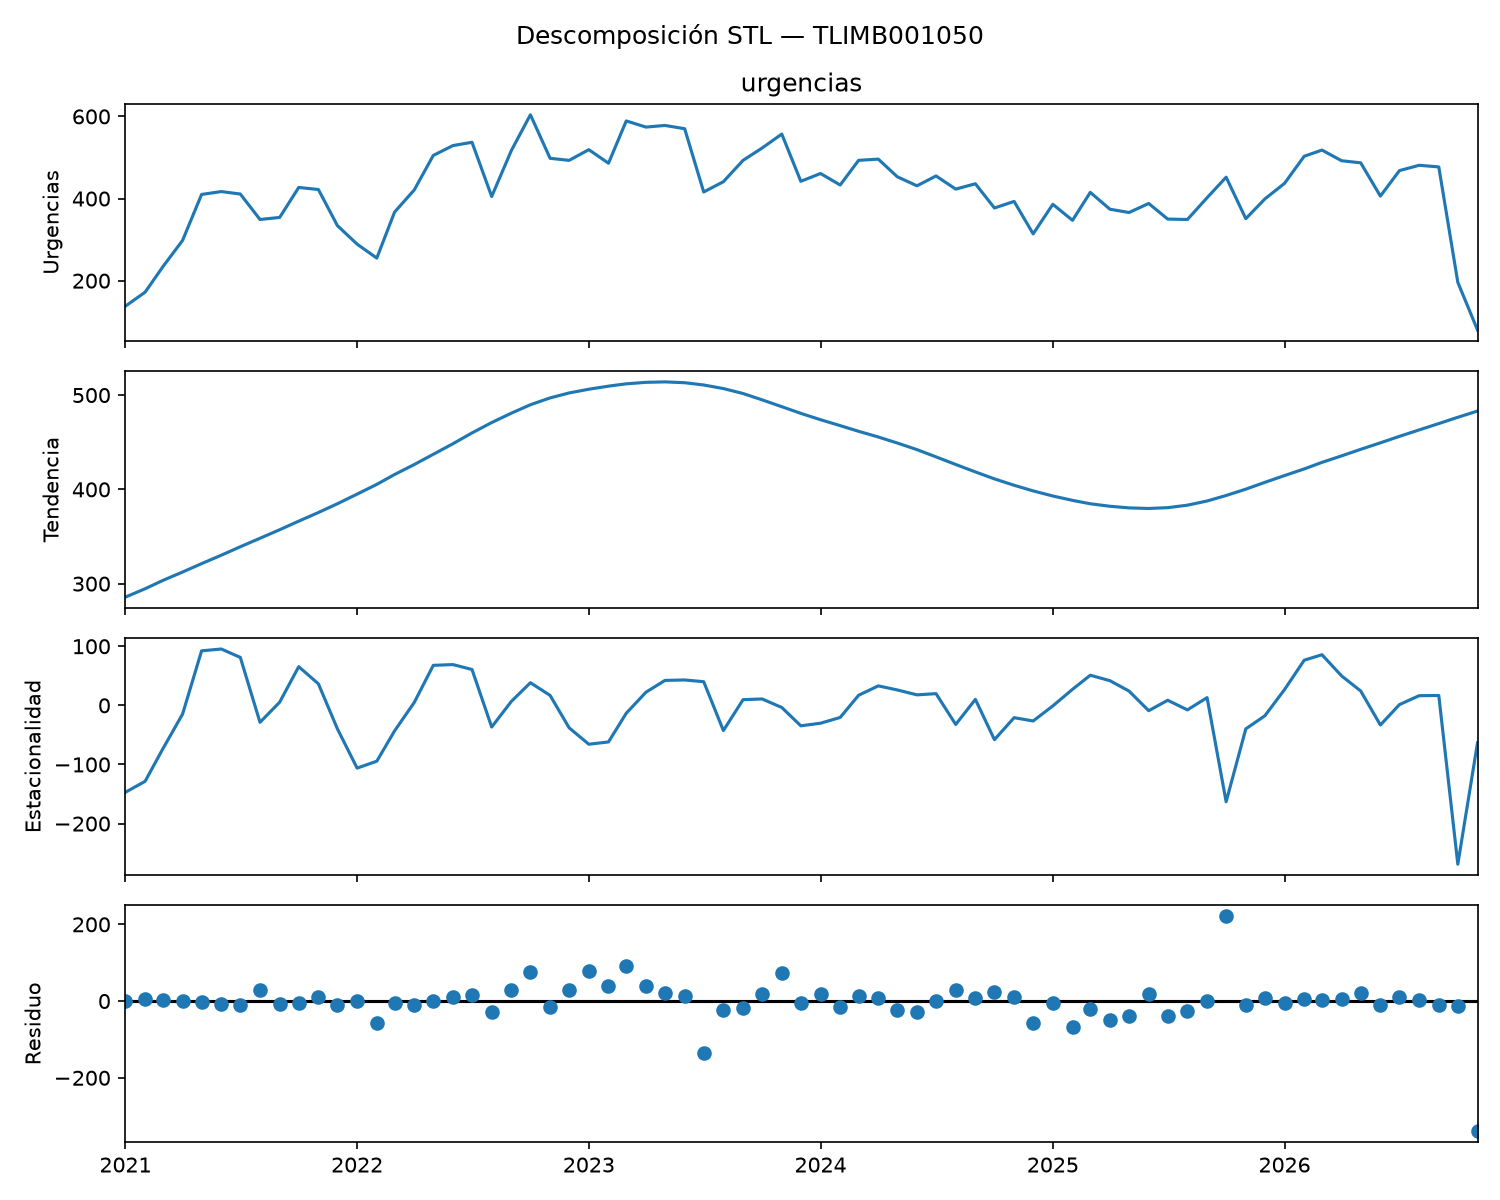 Descomposición STL — TLIMB001050
urgencias
Urgencias
600
400
200
Tendencia
500
400
300
Estacionalidad
100
0
−100
−200
Residuo
200
0
−200
2021 2022 2023 2024 2025 2026